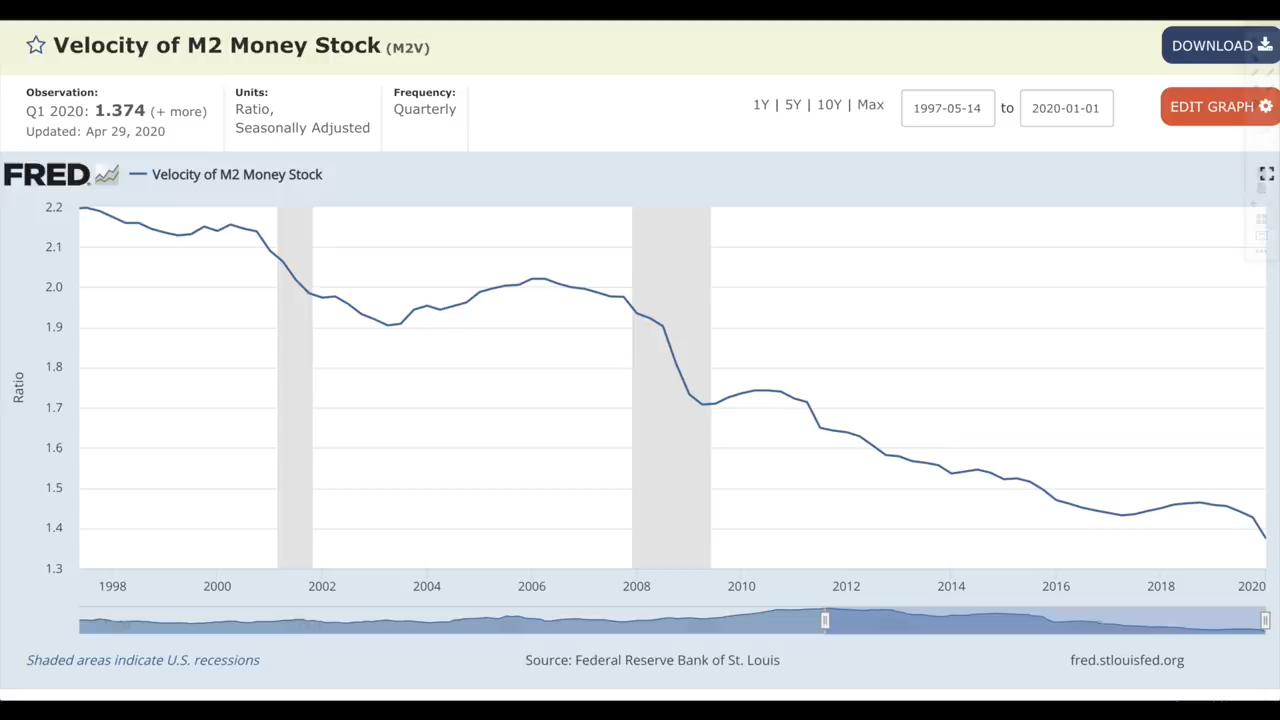 Velocity of M2 Money Stock (M2V)
DOWNLOAD
Observation:
Q1 2020: 1.374 (+ more)
Updated: Apr 29, 2020
Units:
Ratio,
Seasonally Adjusted
Frequency:
Quarterly
1Y | 5Y | 10Y | Max
1997-05-14 to 2020-01-01
EDIT GRAPH
FRED
Velocity of M2 Money Stock
Ratio
2.2
2.1
2.0
1.9
1.8
1.7
1.6
1.5
1.4
1.3
1998 2000 2002 2004 2006 2008 2010 2012 2014 2016 2018 2020
Shaded areas indicate U.S. recessions
Source: Federal Reserve Bank of St. Louis
fred.stlouisfed.org